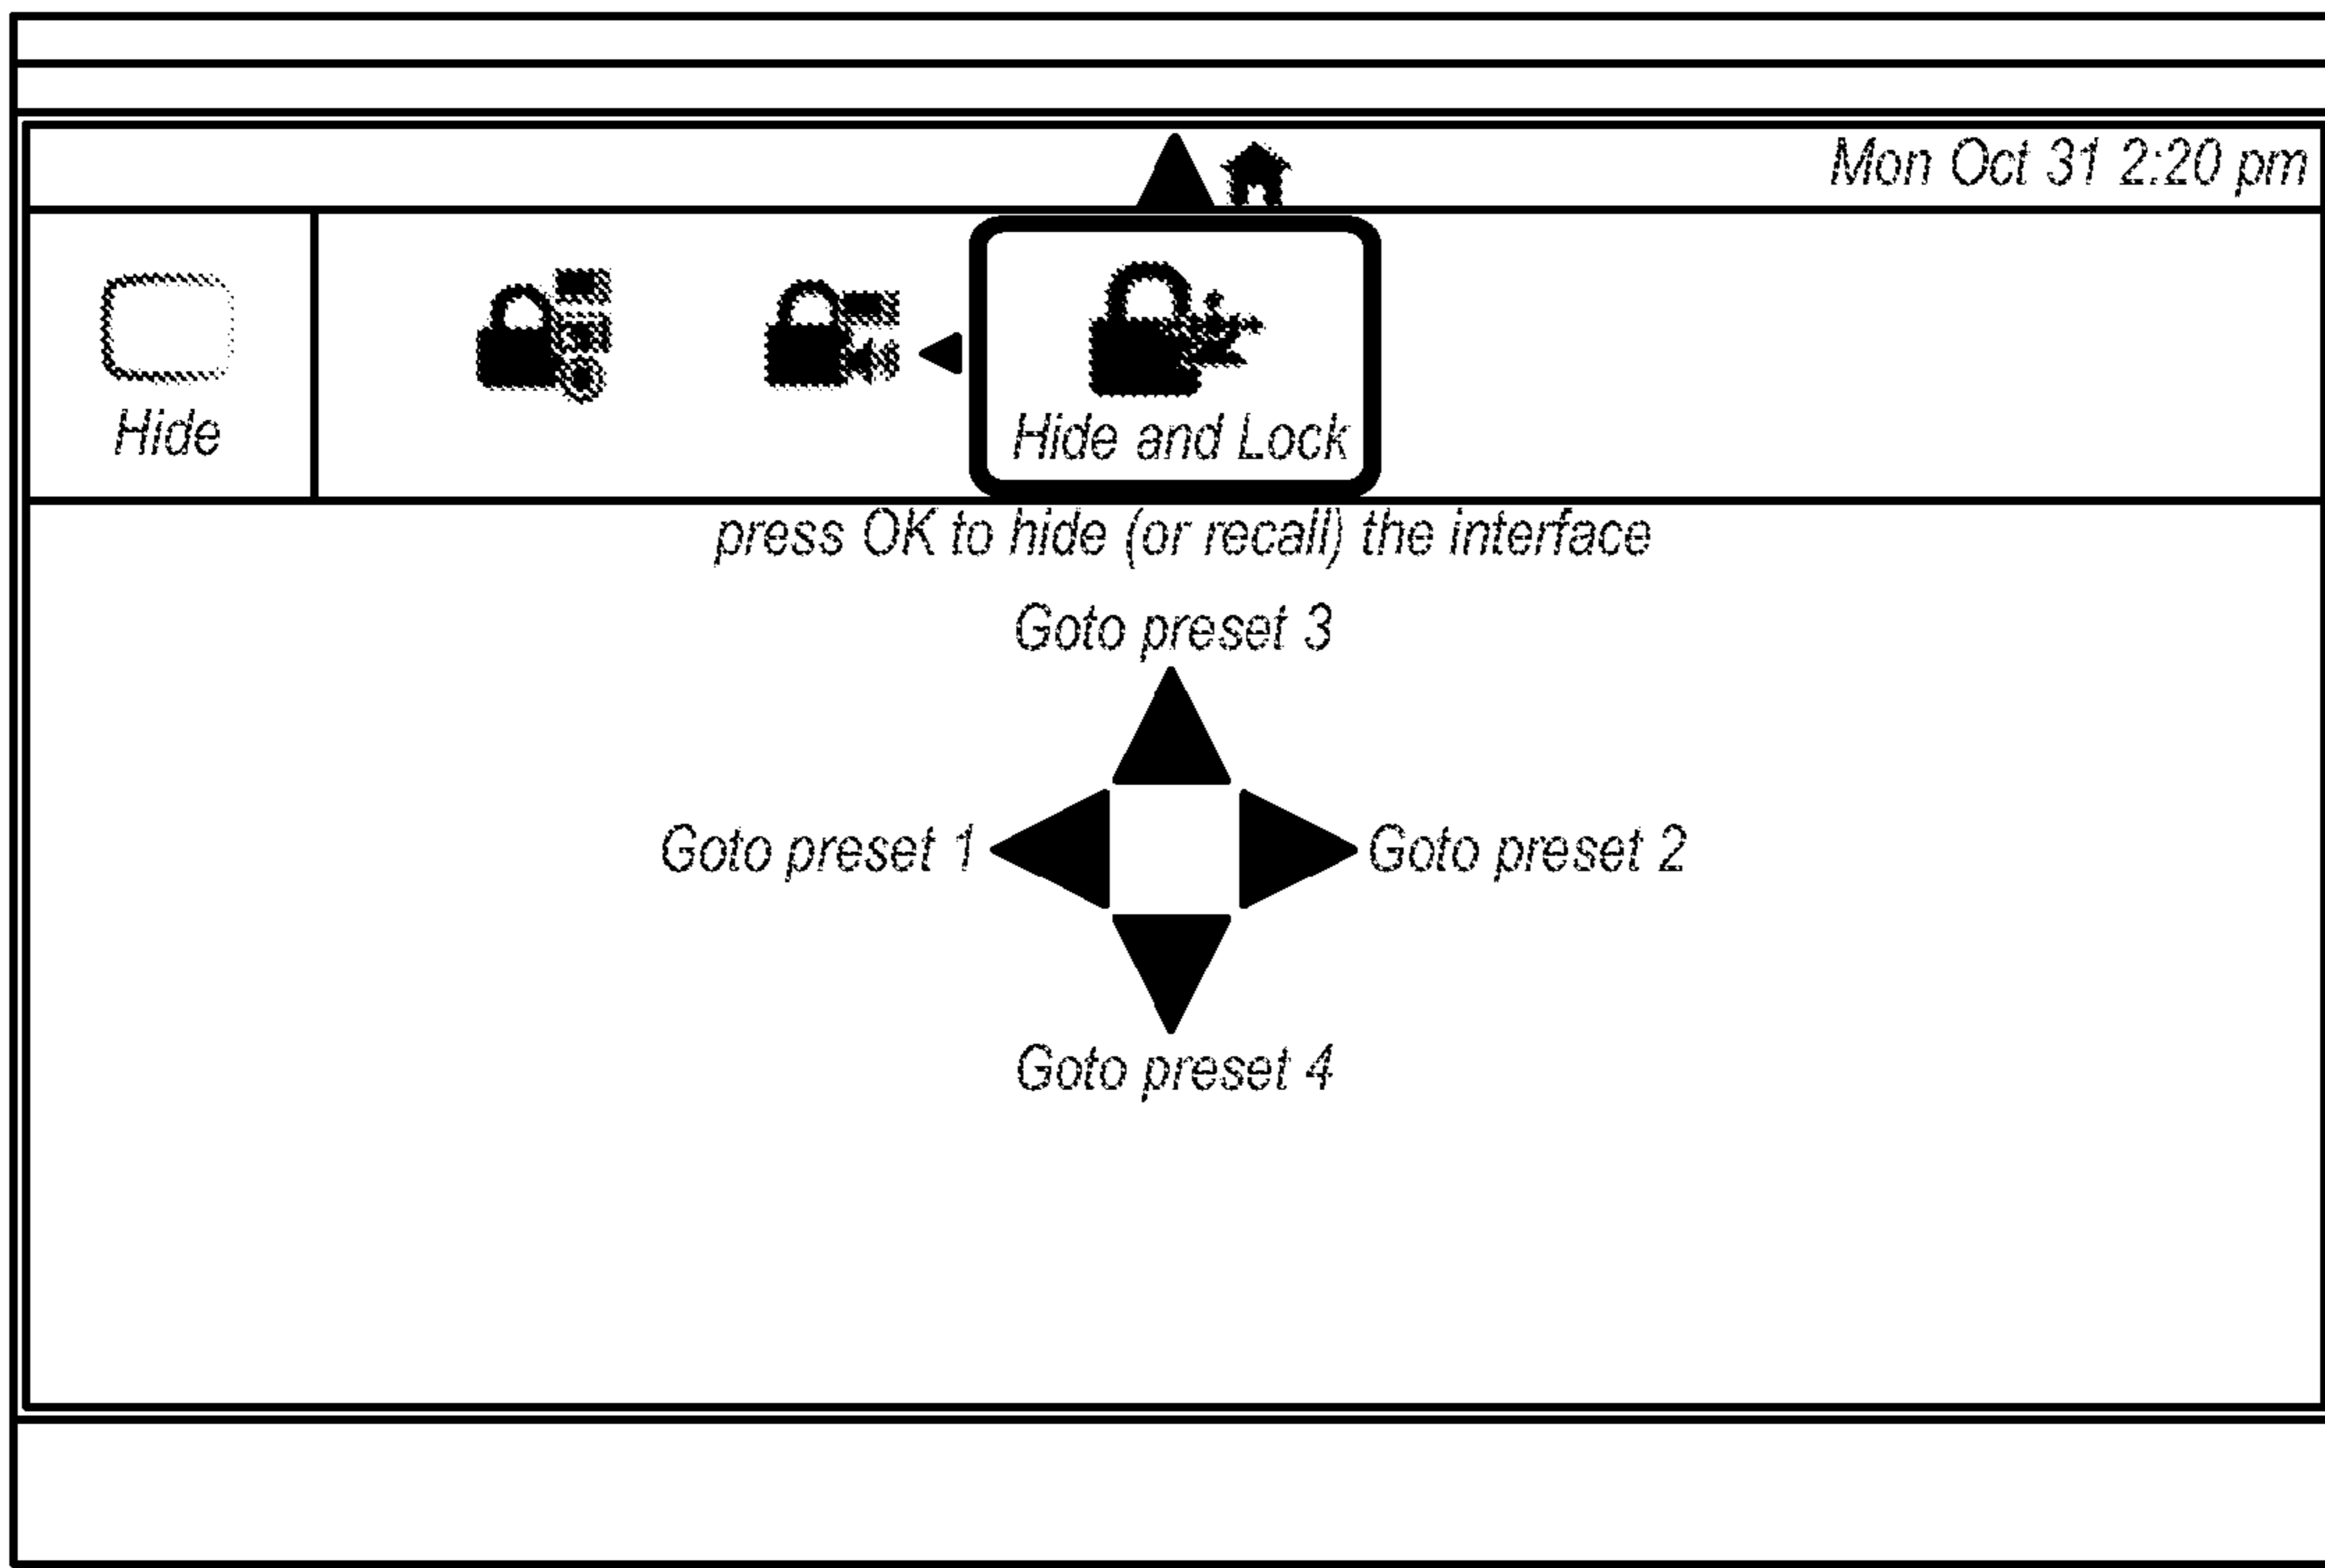 Mon Oct 31 2:20 pm
Hide
Hide and Lock
press OK to hide (or recall) the interface
Goto preset 3
Goto preset 1
Goto preset 2
Goto preset 4